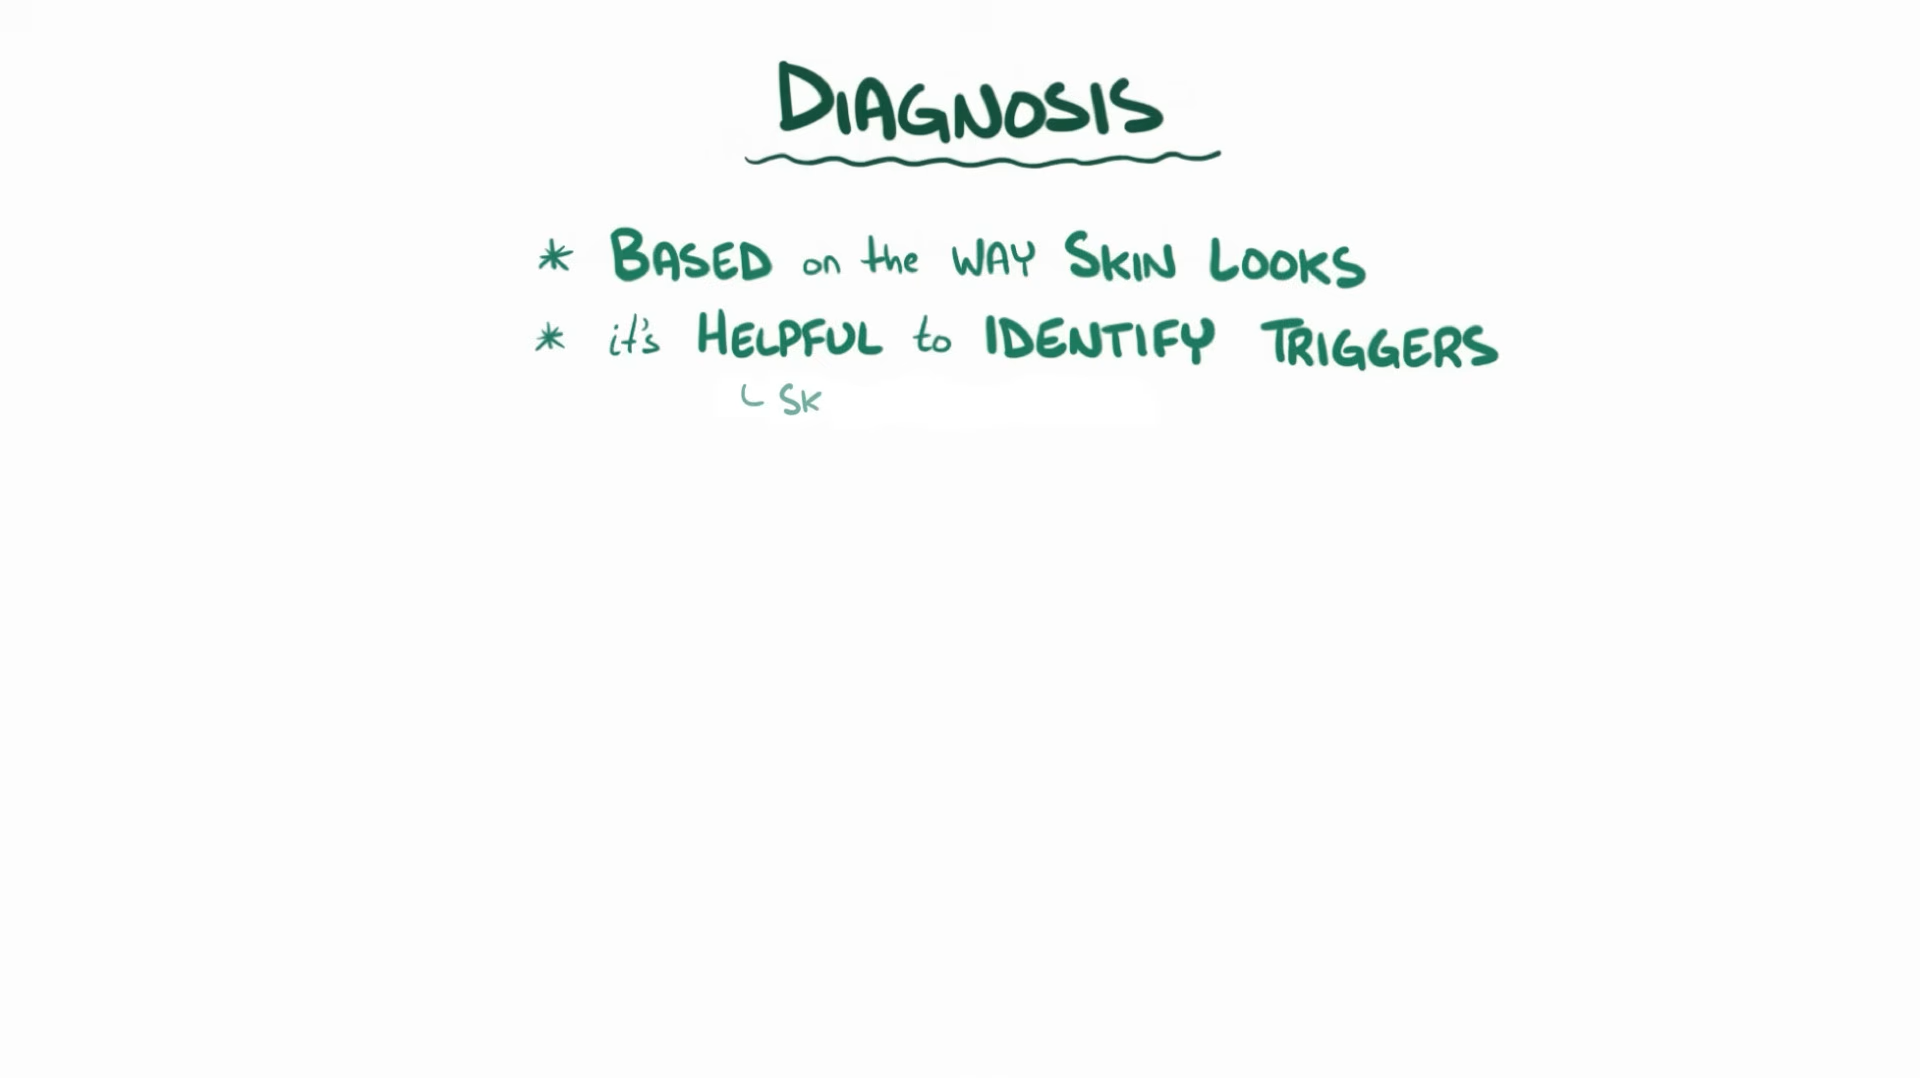 DIAGNOSIS
* BASED on the WAY SKIN LOOKS
* it's HELPFUL to IDENTIFY TRIGGERS
SK